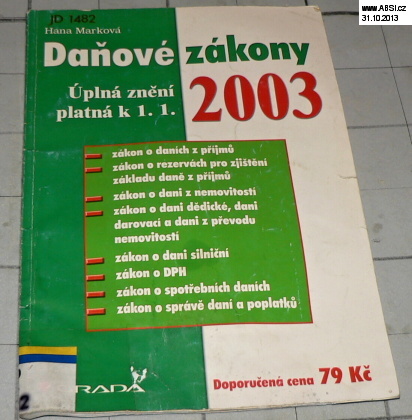 www.ABSi.cz
31.10.2013
JD 1482
Hana Marková
Daňové zákony
Úplná znění
platná k 1. 1.
2003
zákon o daních z příjmů
zákon o rezervách pro zjištění
základu daně z příjmů
zákon o dani z nemovitostí
zákon o dani dědické, dani
darovací a dani z převodu
nemovitostí
zákon o dani silniční
zákon o DPH
zákon o spotřebních daních
zákon o správě daní a poplatků
2
RADA
Doporučená cena 79 Kč